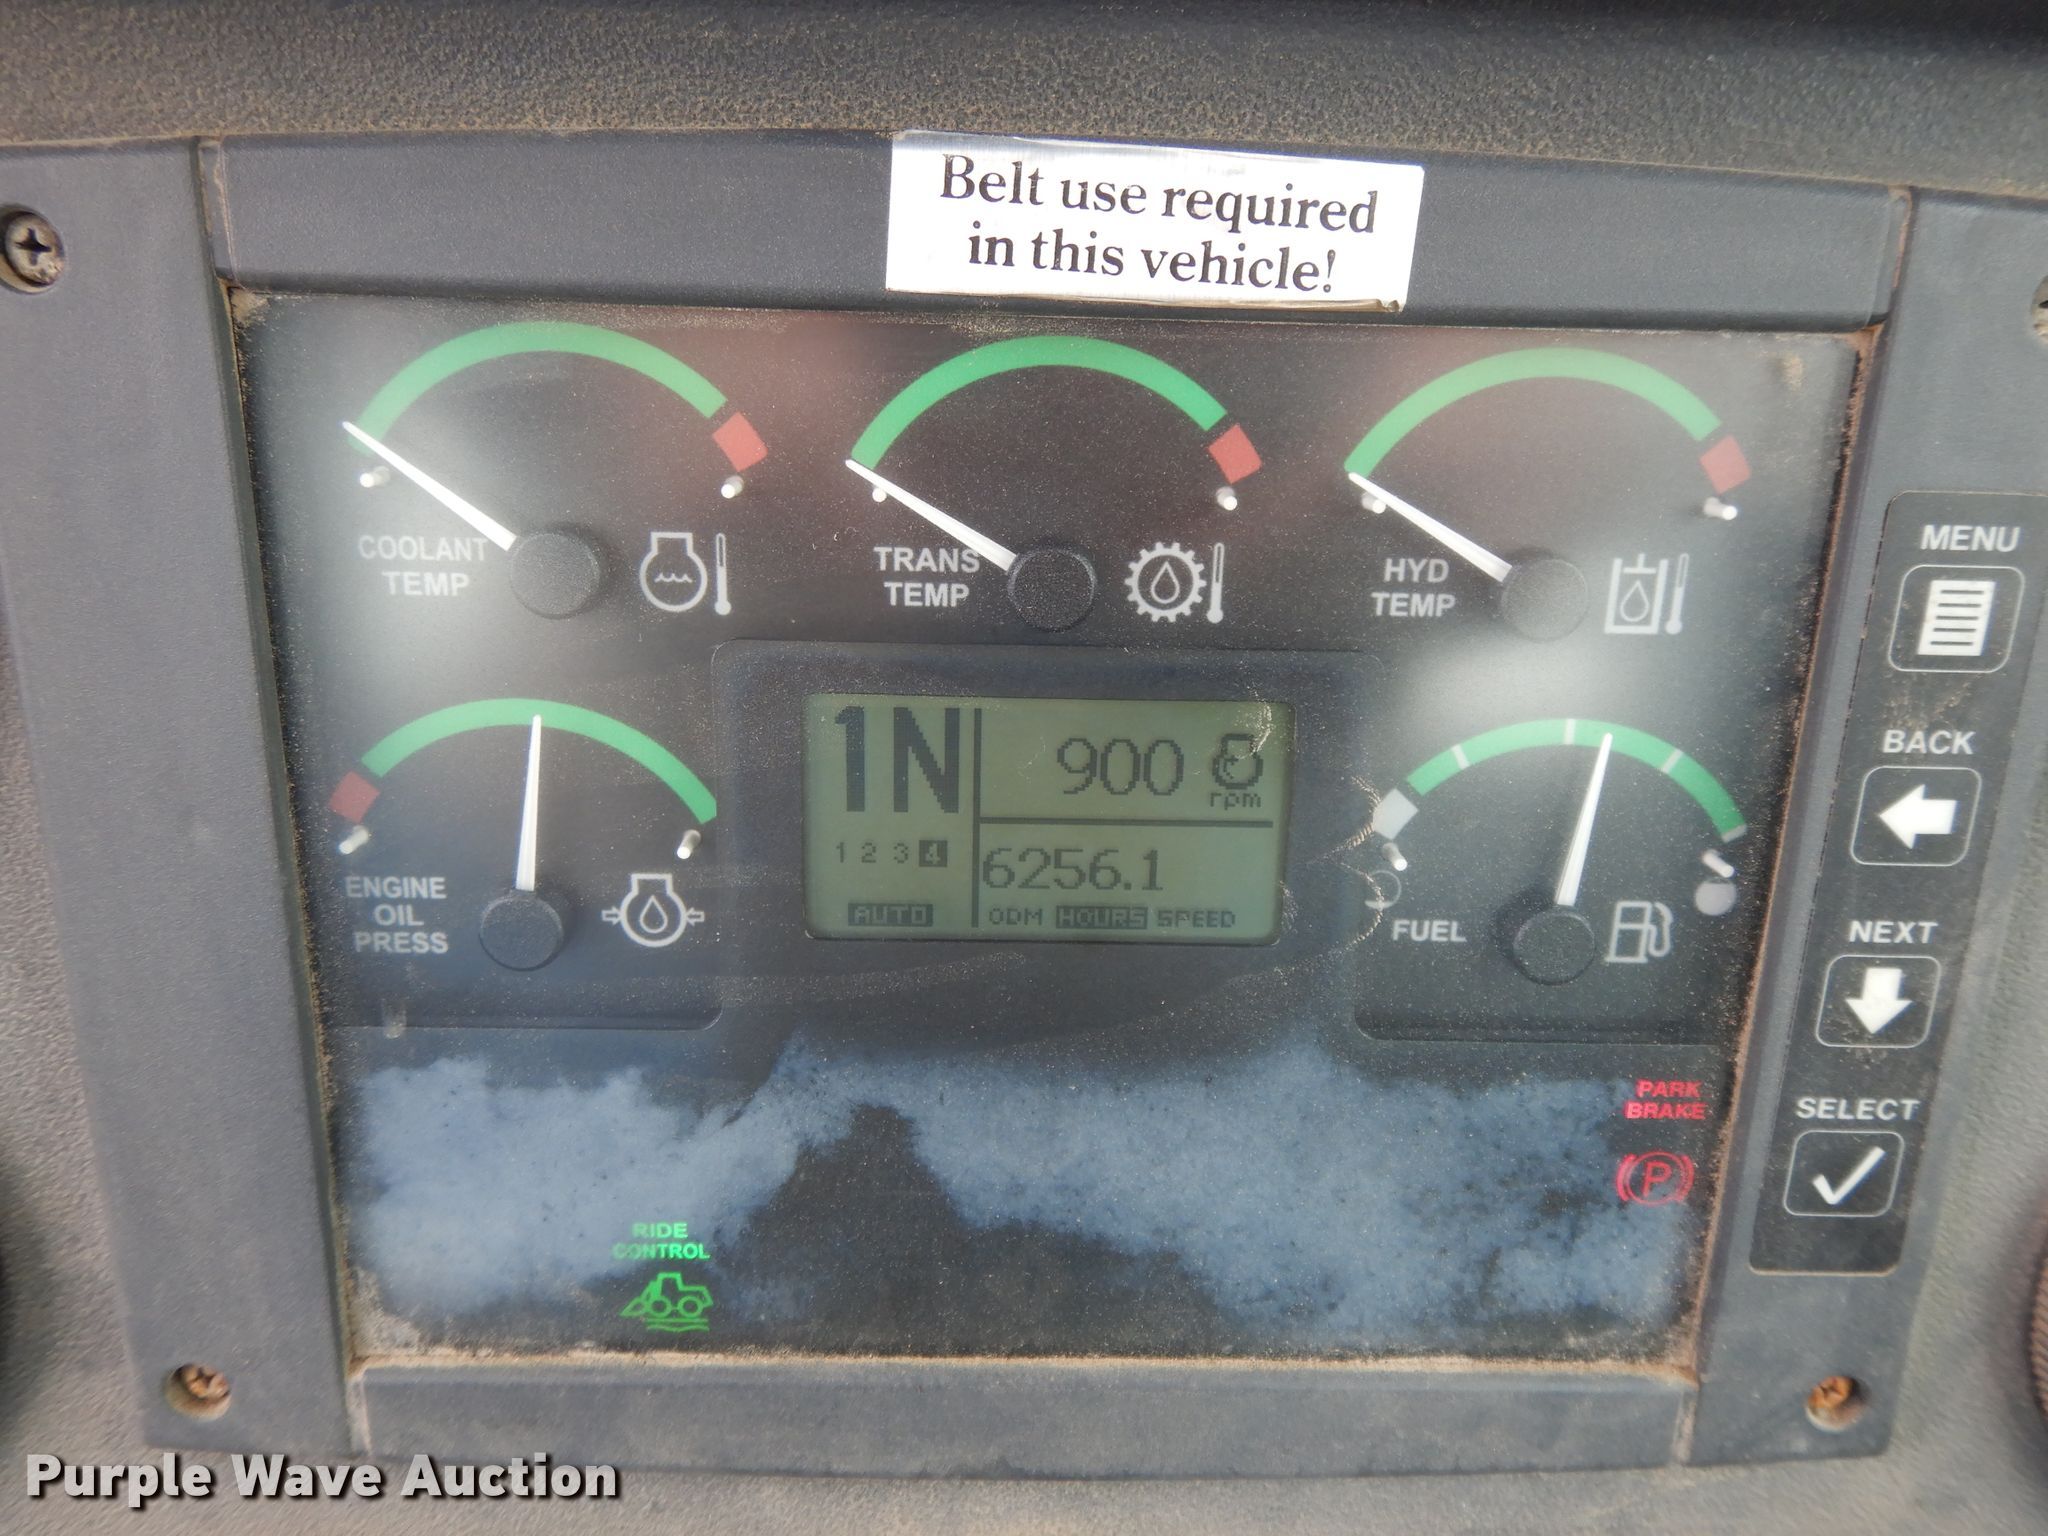 Belt use required
in this vehicle!
COOLANT
TEMP
TRANS
TEMP
HYD
TEMP
MENU
1N
900
rpm
1 2 3 4
6256.1
AUTO
ODM HOURS SPEED
ENGINE
OIL
PRESS
FUEL
BACK
NEXT
SELECT
PARK
BRAKE
P
RIDE
CONTROL
Purple Wave Auction